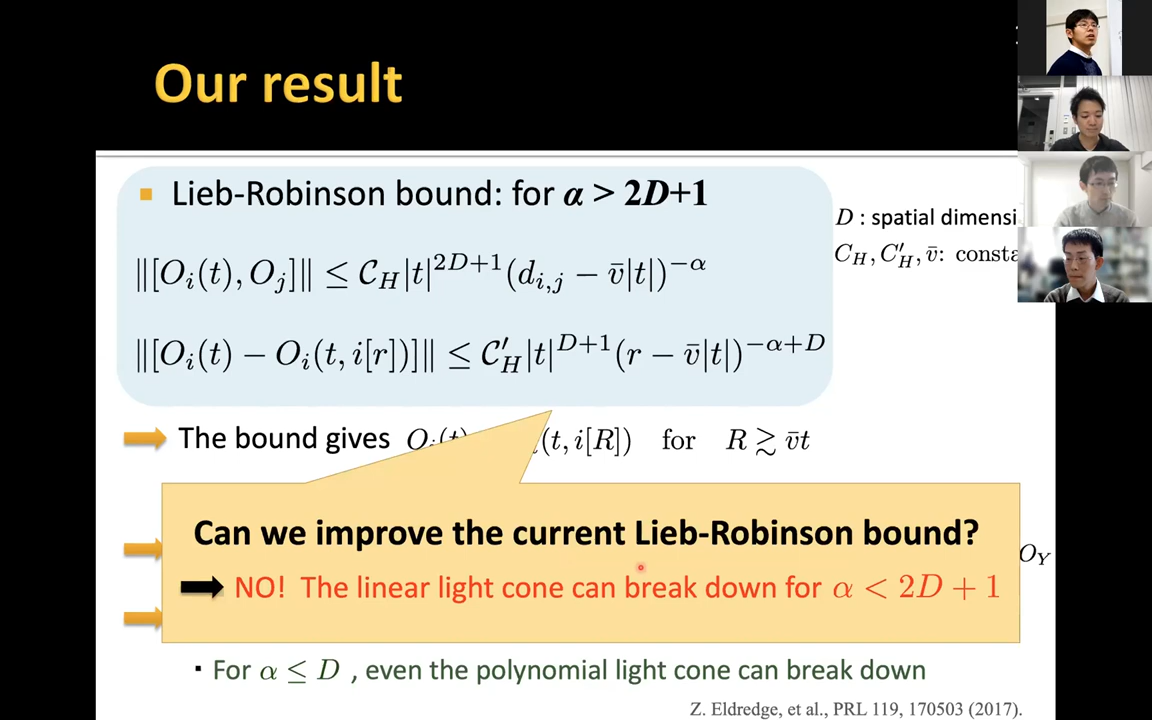 Our result
▪ Lieb-Robinson bound: for α > 2D+1
D : spatial dimensi
‖[O_i(t), O_j]‖ ≤ 𝒞_H|t|^{2D+1}(d_{i,j} − v̄|t|)^{−α}
C_H, C′_H, v̄: consta
‖[O_i(t) − O_i(t, i[r])]‖ ≤ 𝒞′_H|t|^{D+1}(r − v̄|t|)^{−α+D}
The bound gives O_i(t) (t, i[R]) for R ≳ v̄t
Can we improve the current Lieb-Robinson bound?
O_Y
NO! The linear light cone can break down for α < 2D + 1
▪ For α ≤ D , even the polynomial light cone can break down
Z. Eldredge, et al., PRL 119, 170503 (2017).